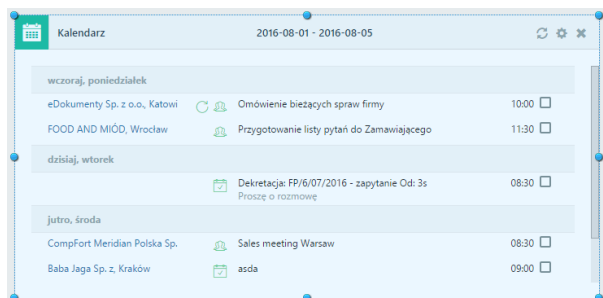 Kalendarz 2016-08-01 - 2016-08-05
wczoraj, poniedziałek
eDokumenty Sp. z o.o., Katowi Omówienie bieżących spraw firmy 10:00
FOOD AND MIÓD, Wrocław Przygotowanie listy pytań do Zamawiającego 11:30
dzisiaj, wtorek
Dekretacja: FP/6/07/2016 - zapytanie Od: 3s 08:30
Proszę o rozmowę
jutro, środa
CompFort Meridian Polska Sp. Sales meeting Warsaw 08:30
Baba Jaga Sp. z, Kraków asda 09:00